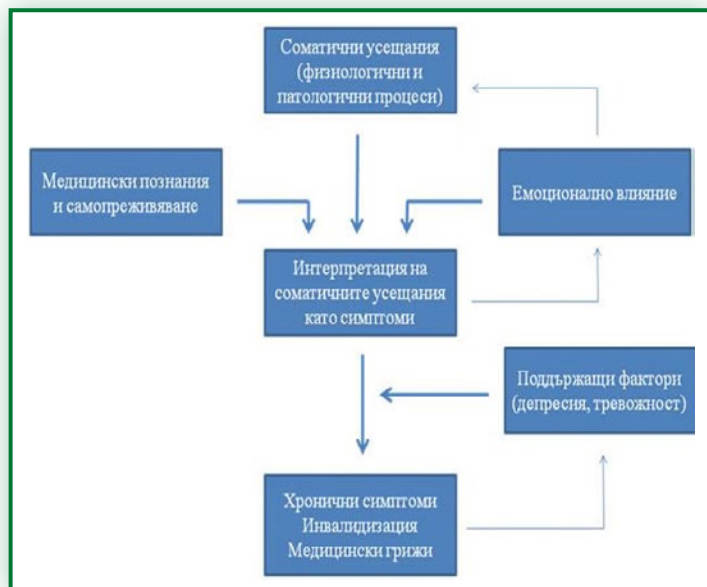 Соматични усещания
(физиологични и
патологични процеси)
Медицински познания
и самопреживяване
Емоционално влияние
Интерпретация на
соматичните усещания
като симптоми
Поддържащи фактори
(депресия, тревожност)
Хронични симптоми
Инвалидизация
Медицински грижи